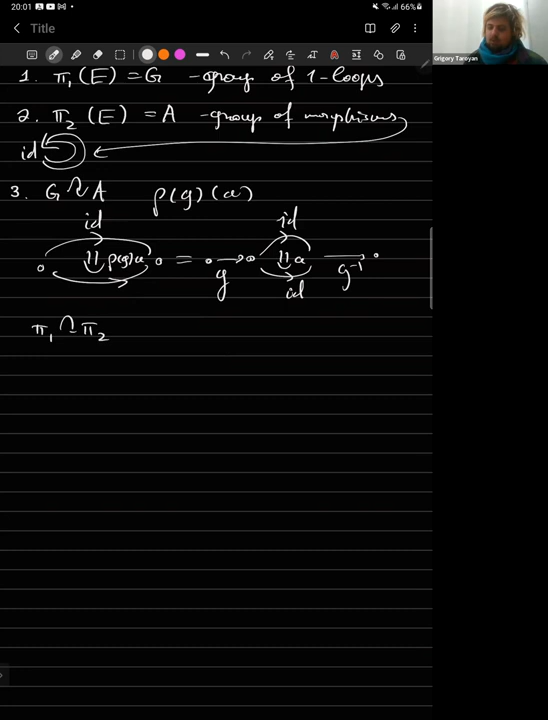 20:01
66%
Title
Grigory Taroyan
1. π₁(E) = G - group of 1-loops
2. π₂(E) = A - group of morphisms
id
3. G ↷ A   ρ(g)(a)
id   id
ρ(g)a = g   a   g⁻¹
id
π₁ ↷ π₂